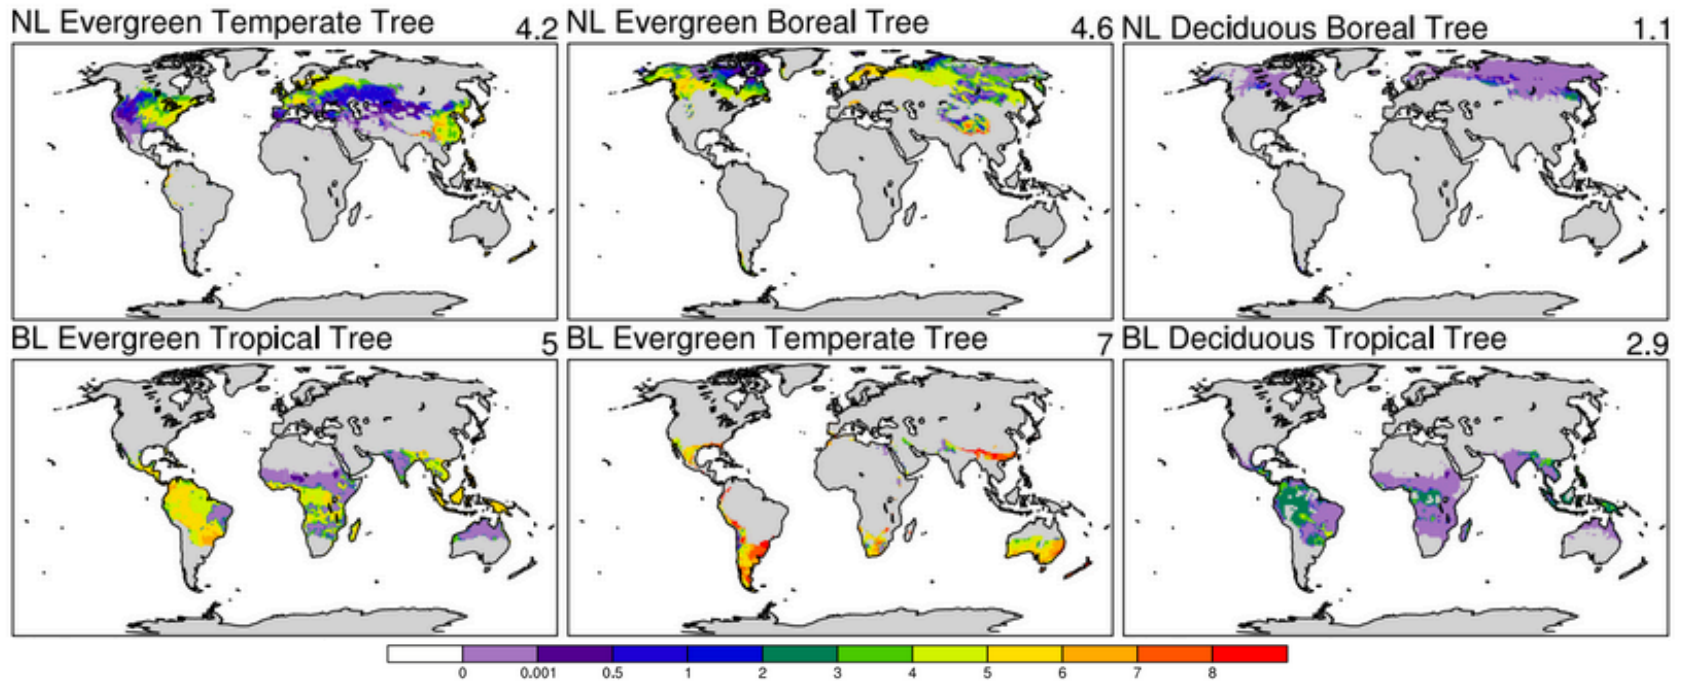 NL Evergreen Temperate Tree 4.2
NL Evergreen Boreal Tree 4.6
NL Deciduous Boreal Tree 1.1
BL Evergreen Tropical Tree 5
BL Evergreen Temperate Tree 7
BL Deciduous Tropical Tree 2.9
0 0.001 0.5 1 2 3 4 5 6 7 8